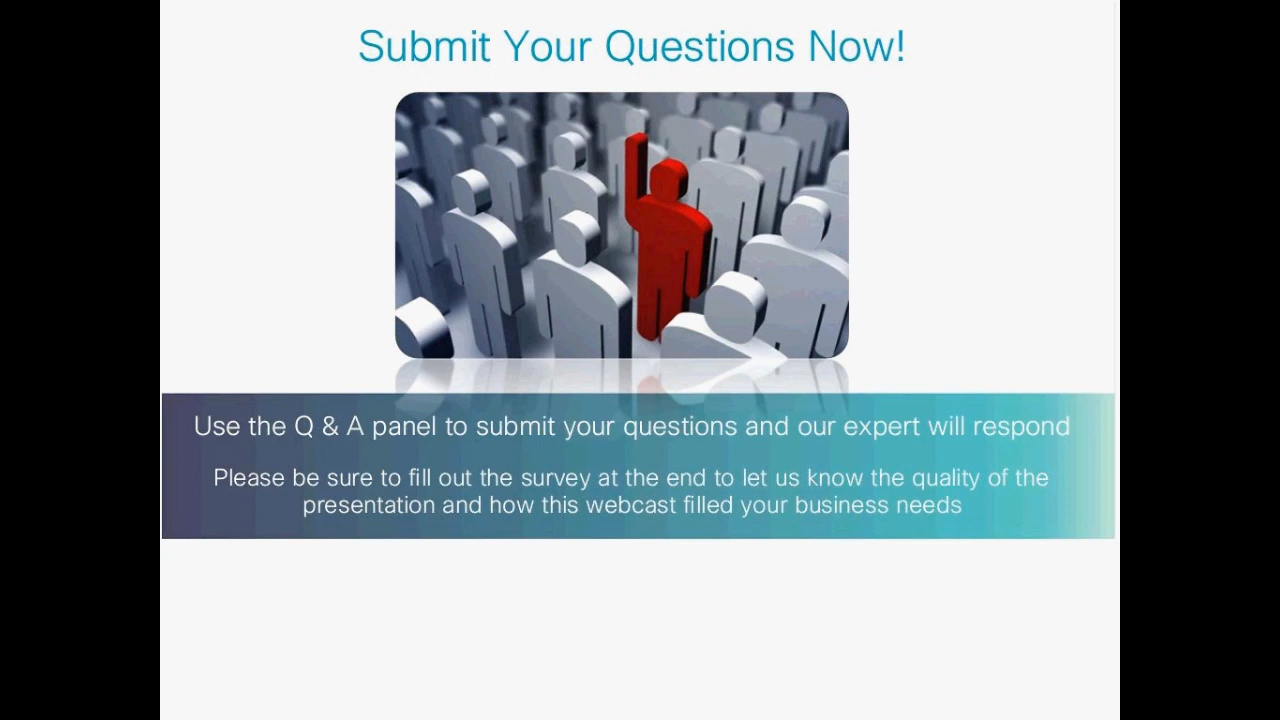 Submit Your Questions Now!
Use the Q & A panel to submit your questions and our expert will respond
Please be sure to fill out the survey at the end to let us know the quality of the
presentation and how this webcast filled your business needs